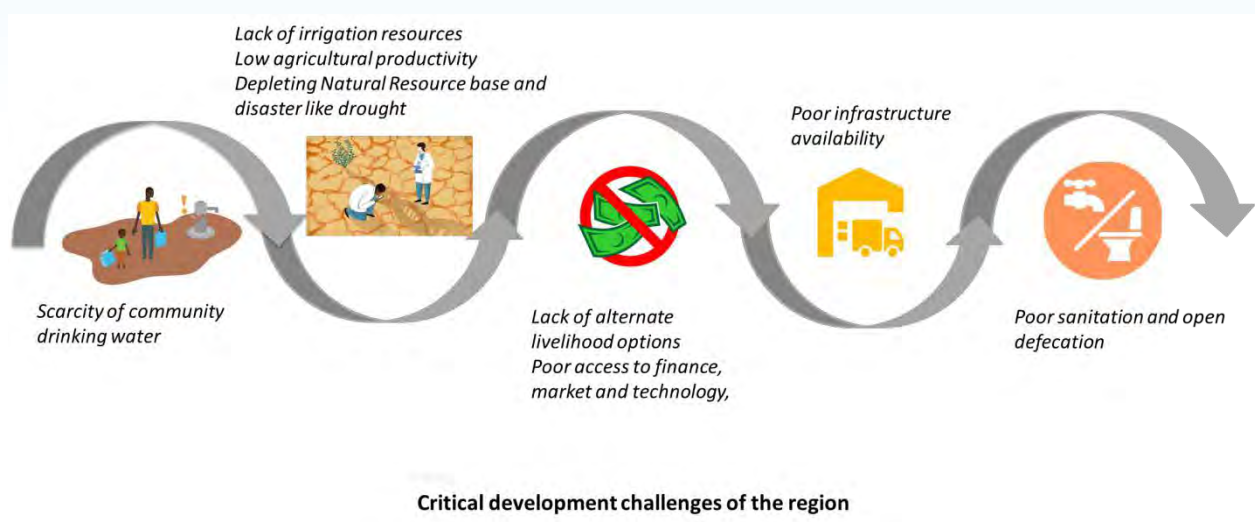 Scarcity of community
drinking water
Lack of irrigation resources
Low agricultural productivity
Depleting Natural Resource base and
disaster like drought
Lack of alternate
livelihood options
Poor access to finance,
market and technology,
Poor infrastructure
availability
Poor sanitation and open
defecation
Critical development challenges of the region